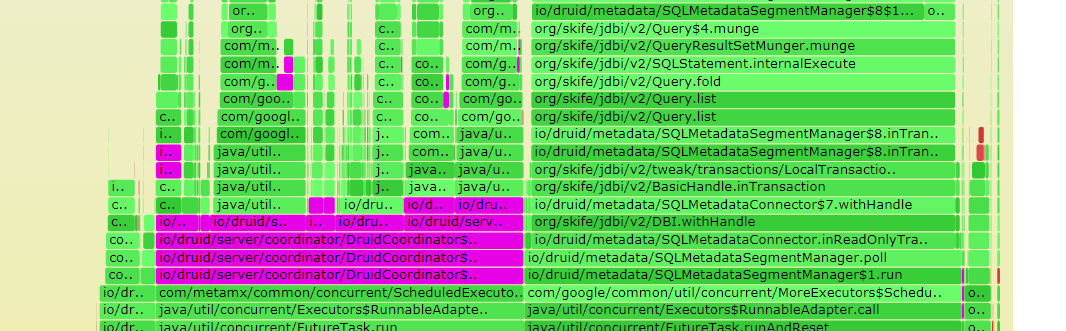 or.. org.. io/druid/metadata/SQLMetadataSegmentManager$8$1... o..
org.. c.. com/m.. org/skife/jdbi/v2/Query$4.munge
com/m.. c.. com/m.. org/skife/jdbi/v2/QueryResultSetMunger.munge
com/m.. c.. co.. com/g.. org/skife/jdbi/v2/SQLStatement.internalExecute
com/g.. c.. co.. com/g.. org/skife/jdbi/v2/Query.fold
com/goo.. c.. co.. com/go.. org/skife/jdbi/v2/Query.list
c.. com/googl.. c.. co.. com/go.. org/skife/jdbi/v2/Query.list
i.. com/googl.. j.. com.. java/u.. io/druid/metadata/SQLMetadataSegmentManager$8.inTran..
i.. java/util.. j.. com.. java/u.. io/druid/metadata/SQLMetadataSegmentManager$8.inTran..
i.. java/util.. j.. java.. java/u.. org/skife/jdbi/v2/tweak/transactions/LocalTransactio..
i.. c.. java/util.. j.. java.. java/u.. org/skife/jdbi/v2/BasicHandle.inTransaction
c.. c.. java/util.. io/dru.. io/d.. io/dru.. io/druid/metadata/SQLMetadataConnector$7.withHandle
c.. io/.. io/druid/s.. i.. io/dru.. io/druid/serv.. org/skife/jdbi/v2/DBI.withHandle
co.. io/druid/server/coordinator/DruidCoordinator$.. io/druid/metadata/SQLMetadataConnector.inReadOnlyTra..
co.. io/druid/server/coordinator/DruidCoordinator$.. io/druid/metadata/SQLMetadataSegmentManager.poll
co.. io/druid/server/coordinator/DruidCoordinator$.. io/druid/metadata/SQLMetadataSegmentManager$1.run
io/dr.. com/metamx/common/concurrent/ScheduledExecuto.. com/google/common/util/concurrent/MoreExecutors$Schedu.. o..
io/dr.. java/util/concurrent/Executors$RunnableAdapte.. java/util/concurrent/Executors$RunnableAdapter.call o..
io/dr.. java/util/concurrent/FutureTask.run java/util/concurrent/FutureTask.runAndReset o..